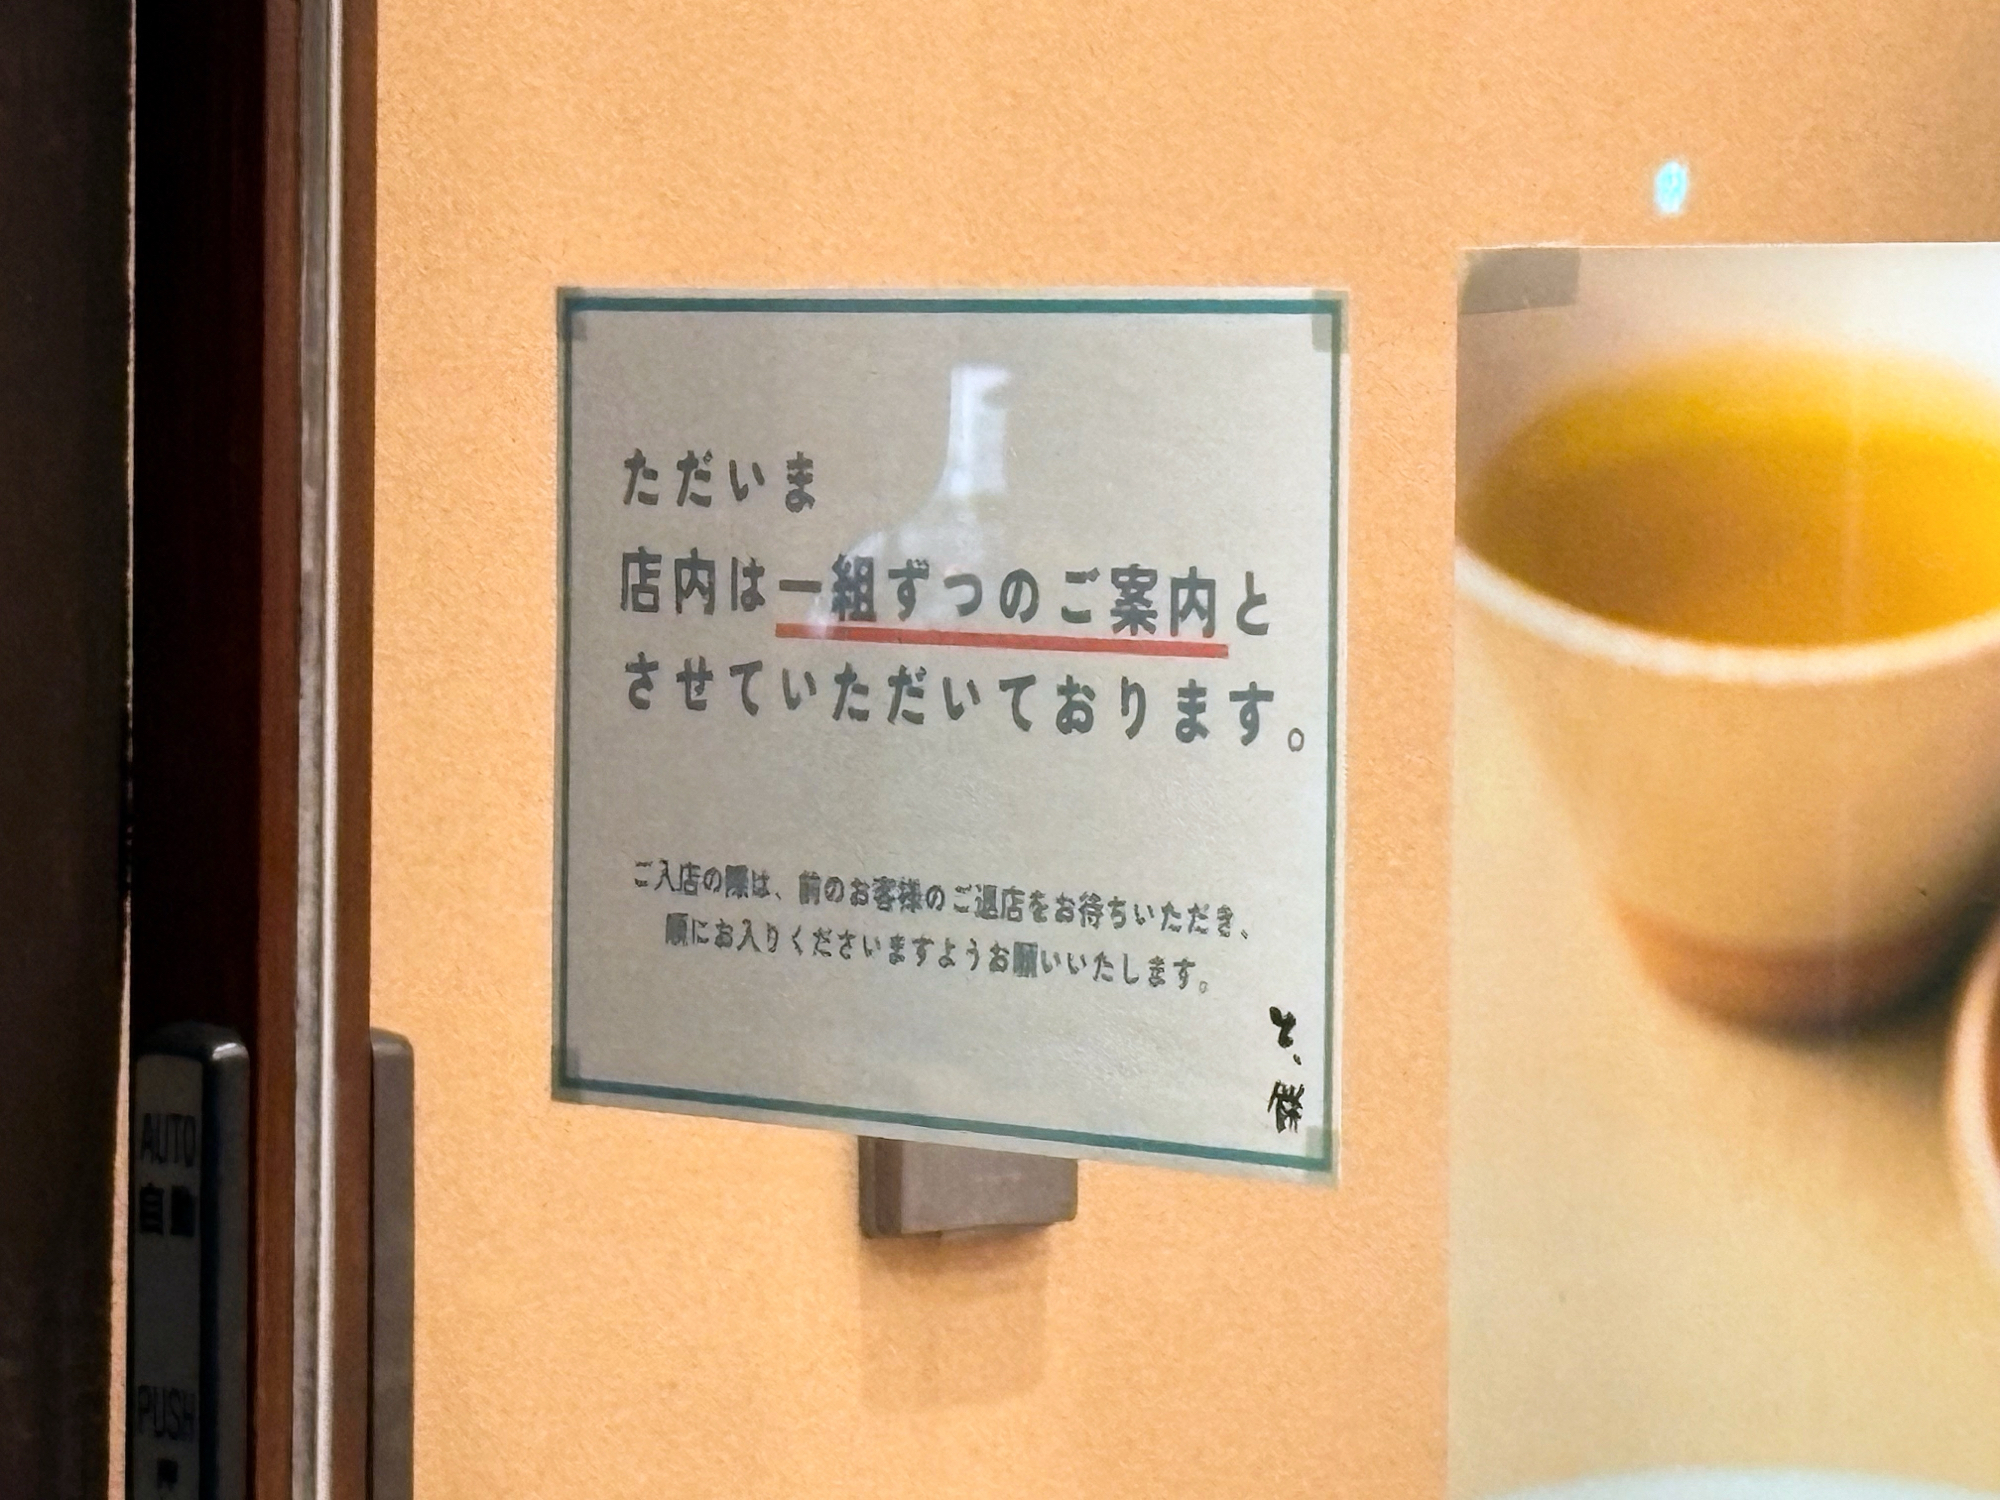 ただいま
店内は一組ずつのご案内と
させていただいております。
ご入店の際は、前のお客様のご退店をお待ちいただき、
順にお入りくださいますようお願いいたします。
AUTO
自動
PUSH